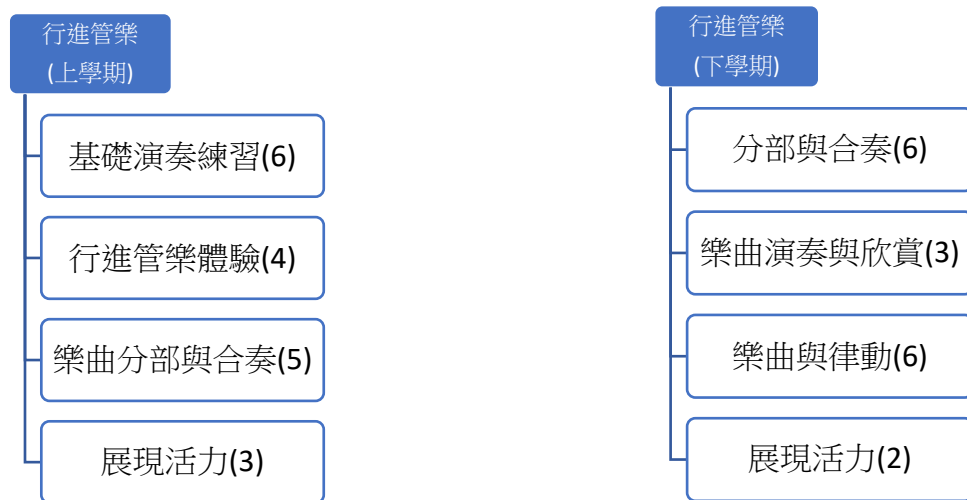 行進管樂
(上學期)
基礎演奏練習(6)
行進管樂體驗(4)
樂曲分部與合奏(5)
展現活力(3)
行進管樂
(下學期)
分部與合奏(6)
樂曲演奏與欣賞(3)
樂曲與律動(6)
展現活力(2)